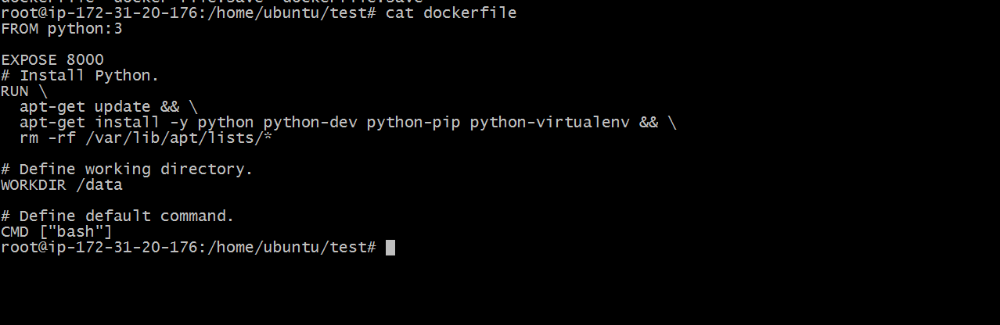 root@ip-172-31-20-176:/home/ubuntu/test# cat dockerfile
FROM python:3
EXPOSE 8000
# Install Python.
RUN \
apt-get update && \
apt-get install -y python python-dev python-pip python-virtualenv && \
rm -rf /var/lib/apt/lists/*
# Define working directory.
WORKDIR /data
# Define default command.
CMD ["bash"]
root@ip-172-31-20-176:/home/ubuntu/test#